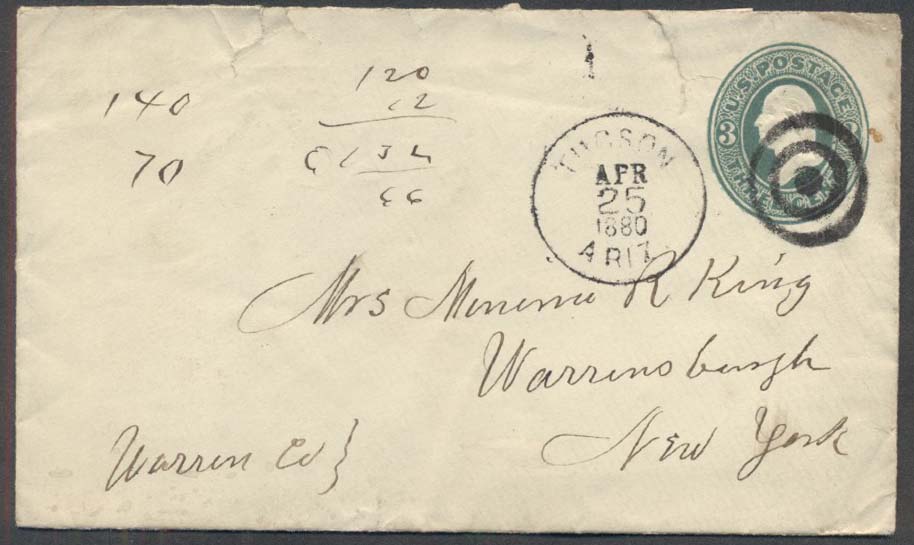 U.S. POSTAGE
3
140
70
120
12
TUCSON
APR
25
1880
ARIZ
Mrs R King
Warrensburgh
New York
Warren Co }